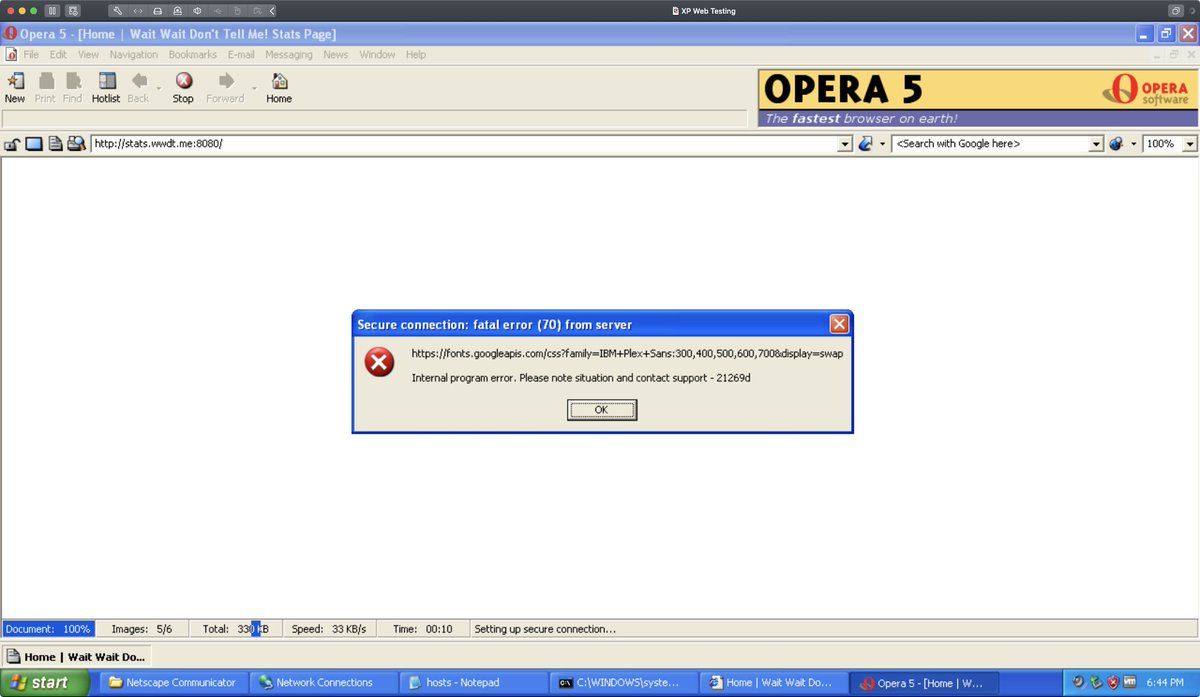 XP Web Testing
Opera 5 - [Home | Wait Wait Don't Tell Me! Stats Page]
File Edit View Navigation Bookmarks E-mail Messaging News Window Help
New Print Find Hotlist Back Stop Forward Home
OPERA 5
OPERA
software
The fastest browser on earth!
http://stats.wwdt.me:8080/
<Search with Google here>
100%
Secure connection: fatal error (70) from server
https://fonts.googleapis.com/css?family=IBM+Plex+Sans:300,400,500,600,700&display=swap
Internal program error. Please note situation and contact support - 21269d
OK
Document: 100% Images: 5/6 Total: 330 KB Speed: 33 KB/s Time: 00:10 Setting up secure connection...
Home | Wait Wait Do...
start Netscape Communicator Network Connections hosts - Notepad C:\WINDOWS\syste... Home | Wait Wait Do... Opera 5 - [Home | W... 6:44 PM